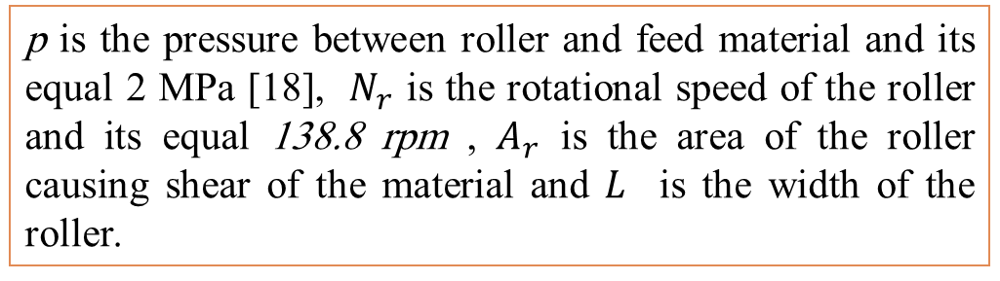 p is the pressure between roller and feed material and its
equal 2 MPa [18], Nᵣ is the rotational speed of the roller
and its equal 138.8 rpm , Aᵣ is the area of the roller
causing shear of the material and L is the width of the
roller.